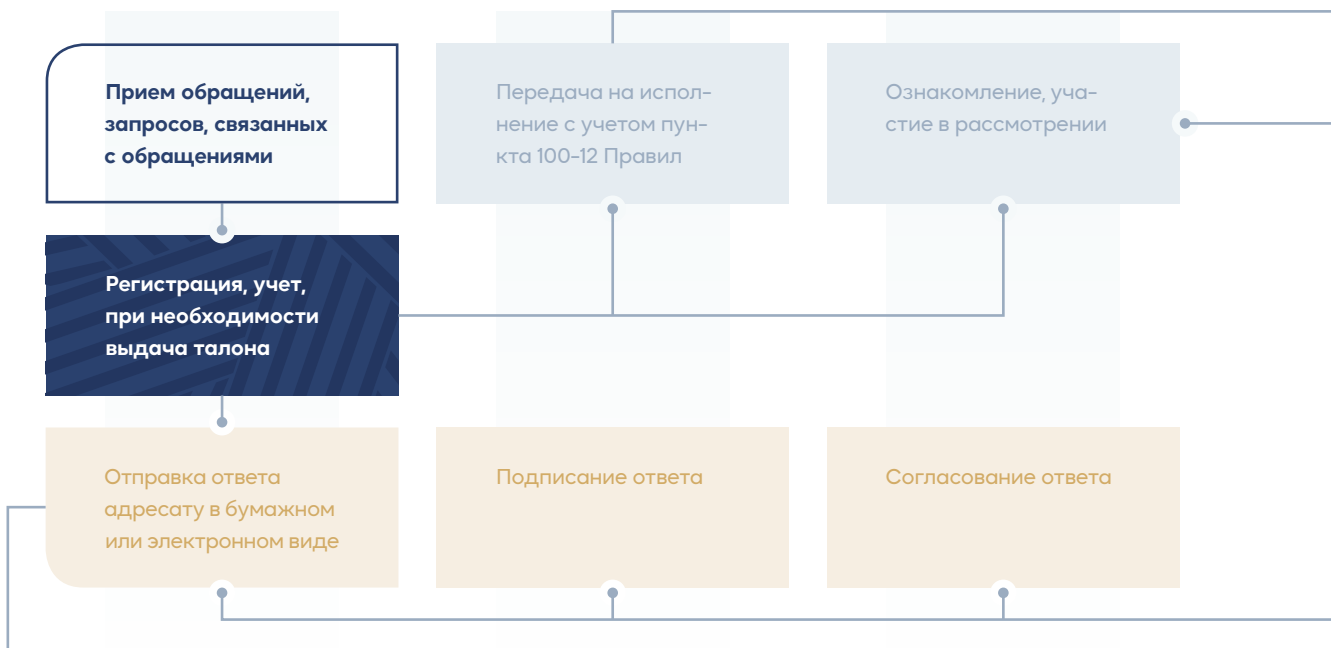 Прием обращений,
запросов, связанных
с обращениями
Передача на испол-
нение с учетом пун-
кта 100-12 Правил
Ознакомление, уча-
стие в рассмотрении
Регистрация, учет,
при необходимости
выдача талона
Отправка ответа
адресату в бумажном
или электронном виде
Подписание ответа
Согласование ответа